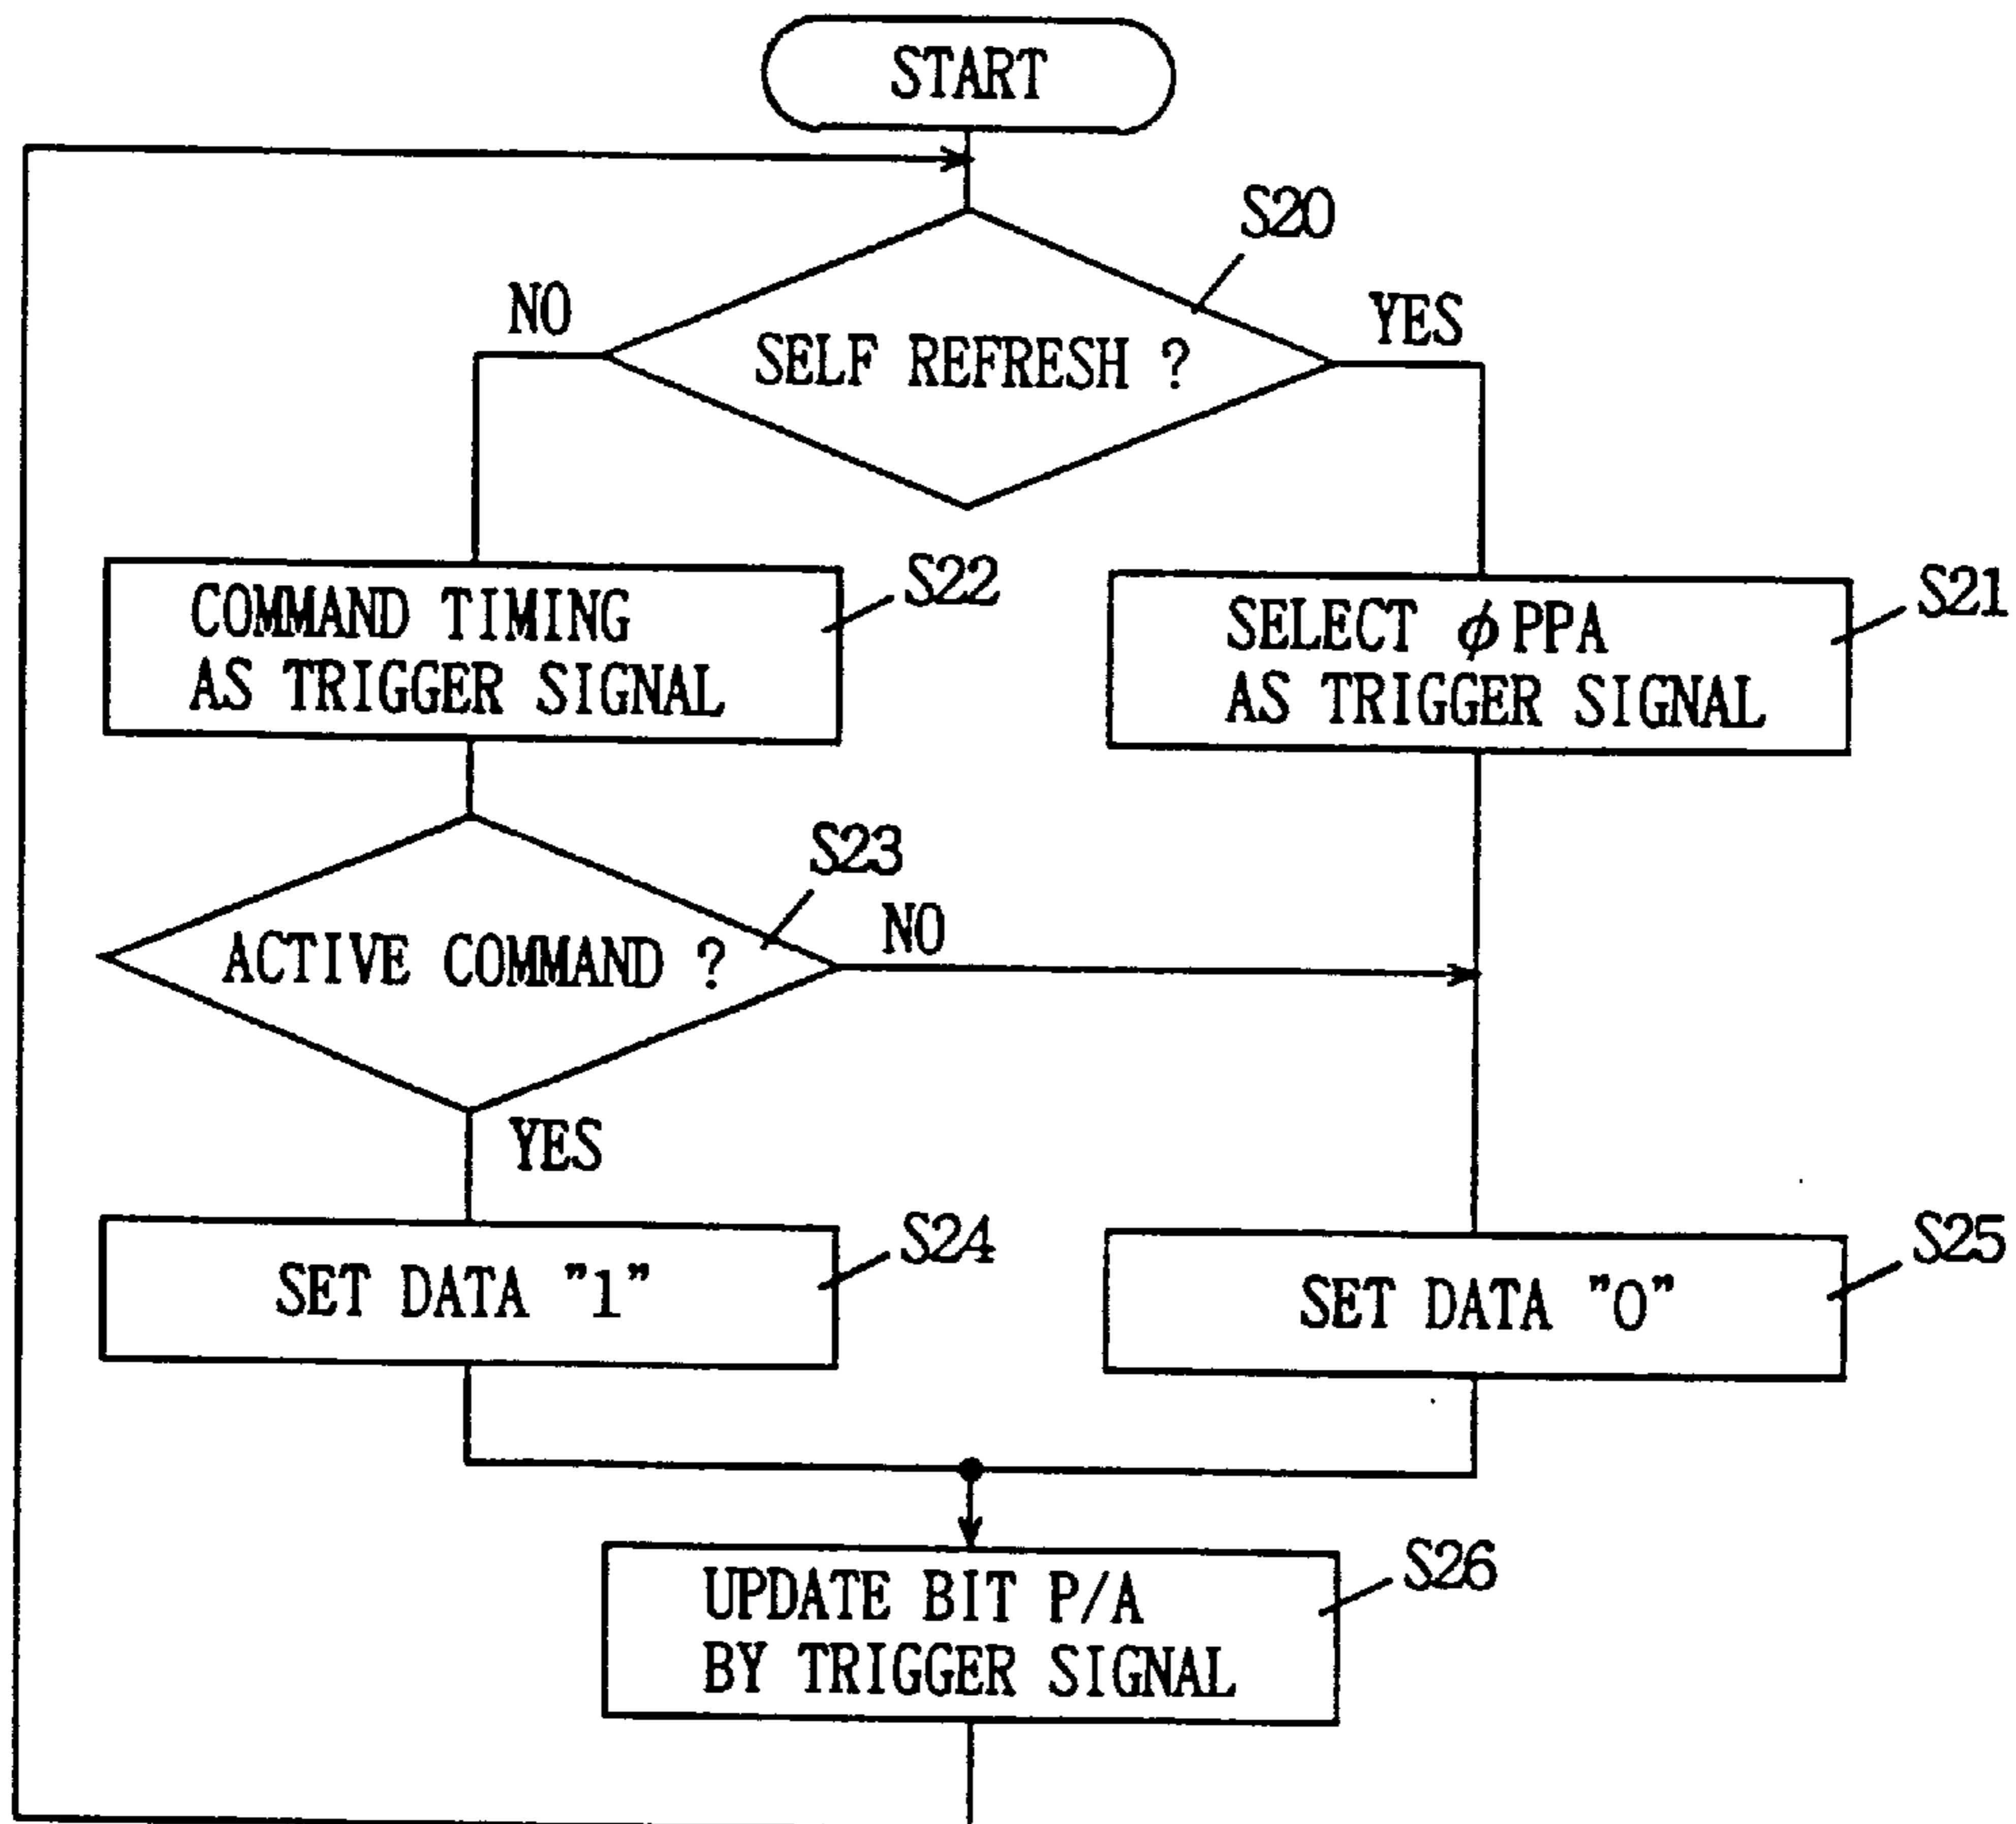 START
S20
NO
YES
SELF REFRESH ?
S22
COMMAND TIMING
AS TRIGGER SIGNAL
S21
SELECT ϕPPA
AS TRIGGER SIGNAL
S23
NO
ACTIVE COMMAND ?
YES
S24
SET DATA "1"
S25
SET DATA "0"
S26
UPDATE BIT P/A
BY TRIGGER SIGNAL